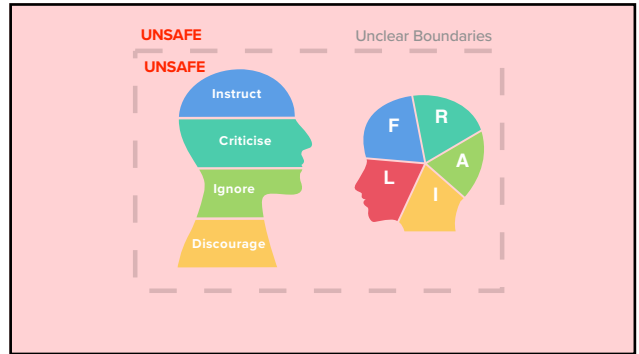 UNSAFE
Unclear Boundaries
UNSAFE
Instruct
Criticise
Ignore
Discourage
F
R
A
L
I